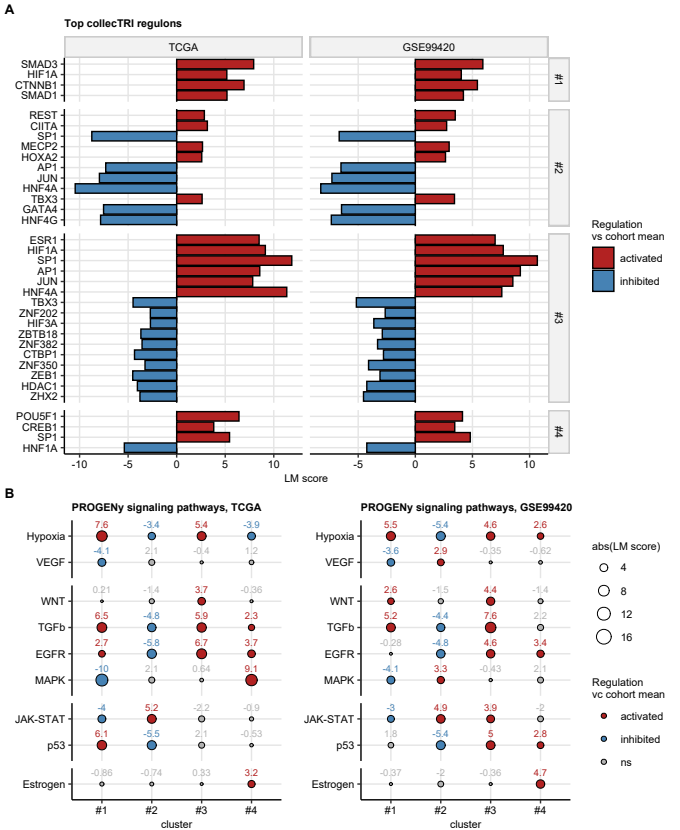 A
Top collecTRI regulons
TCGA
GSE99420
SMAD3
HIF1A
CTNNB1
SMAD1
#1
REST
CIITA
SP1
MECP2
HOXA2
AP1
JUN
HNF4A
TBX3
GATA4
HNF4G
#2
ESR1
HIF1A
SP1
AP1
JUN
HNF4A
TBX3
ZNF202
HIF3A
ZBTB18
ZNF382
CTBP1
ZNF350
ZEB1
HDAC1
ZHX2
#3
POU5F1
CREB1
SP1
HNF1A
#4
-10 -5 0 5 10 -5 0 5 10
LM score
Regulation
vs cohort mean
activated
inhibited
B
PROGENy signaling pathways, TCGA
PROGENy signaling pathways, GSE99420
Hypoxia 7.6 -3.4 5.4 -3.9
VEGF -4.1 2.1 -0.4 1.2
WNT 0.21 -1.4 3.7 -0.36
TGFb 6.5 -4.8 5.9 2.3
EGFR 2.7 -5.8 6.7 3.7
MAPK -10 2.1 0.64 9.1
JAK-STAT -4 5.2 -2.2 -0.9
p53 6.1 -5.5 2.1 -0.53
Estrogen -0.86 -0.74 0.33 3.2
#1 #2 #3 #4
cluster
Hypoxia 5.5 -5.4 4.6 2.6
VEGF -3.6 2.9 -0.35 -0.62
WNT 2.6 -1.5 4.4 -1.4
TGFb 5.2 -4.4 7.6 2.2
EGFR -0.28 -4.8 4.6 3.4
MAPK -4.1 3.3 -0.43 2.1
JAK-STAT -3 4.9 3.9 -2
p53 1.8 -5.4 5 2.8
Estrogen -0.37 -2 -0.36 4.7
#1 #2 #3 #4
cluster
abs(LM score)
4
8
12
16
Regulation
vc cohort mean
activated
inhibited
ns